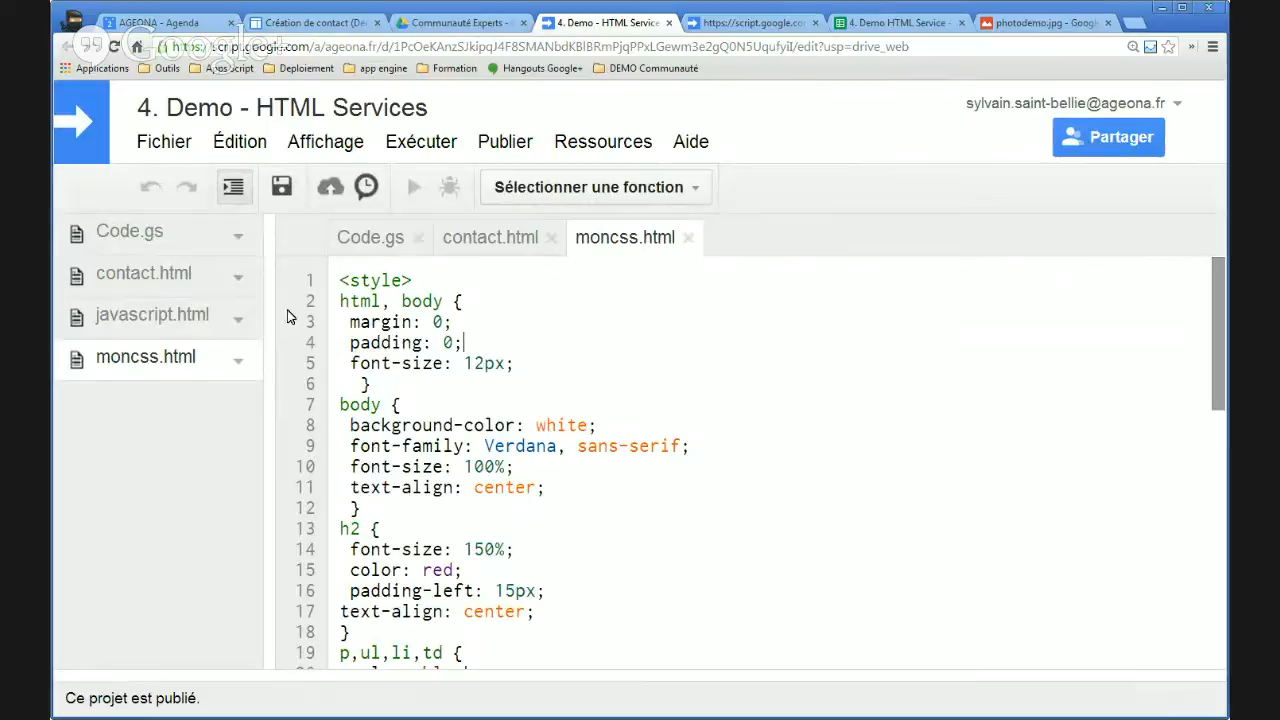 AGEONA - Agenda
Création de contact (De
Communauté Experts -
4. Demo - HTML Service
https://script.google.co
4. Demo HTML Service -
photodemo.jpg - Googl
Google+
Applications
Outils
Apps Script
Deploiement
app engine
Formation
Hangouts Google+
DEMO Communauté
4. Demo - HTML Services
sylvain.saint-bellie@ageona.fr
Fichier
Édition
Affichage
Exécuter
Publier
Ressources
Aide
Partager
Sélectionner une fonction
Code.gs
contact.html
javascript.html
moncss.html
Code.gs
contact.html
moncss.html
1 <style>
2 html, body {
3 margin: 0;
4 padding: 0;
5 font-size: 12px;
6 }
7 body {
8 background-color: white;
9 font-family: Verdana, sans-serif;
10 font-size: 100%;
11 text-align: center;
12 }
13 h2 {
14 font-size: 150%;
15 color: red;
16 padding-left: 15px;
17 text-align: center;
18 }
19 p,ul,li,td {
Ce projet est publié.